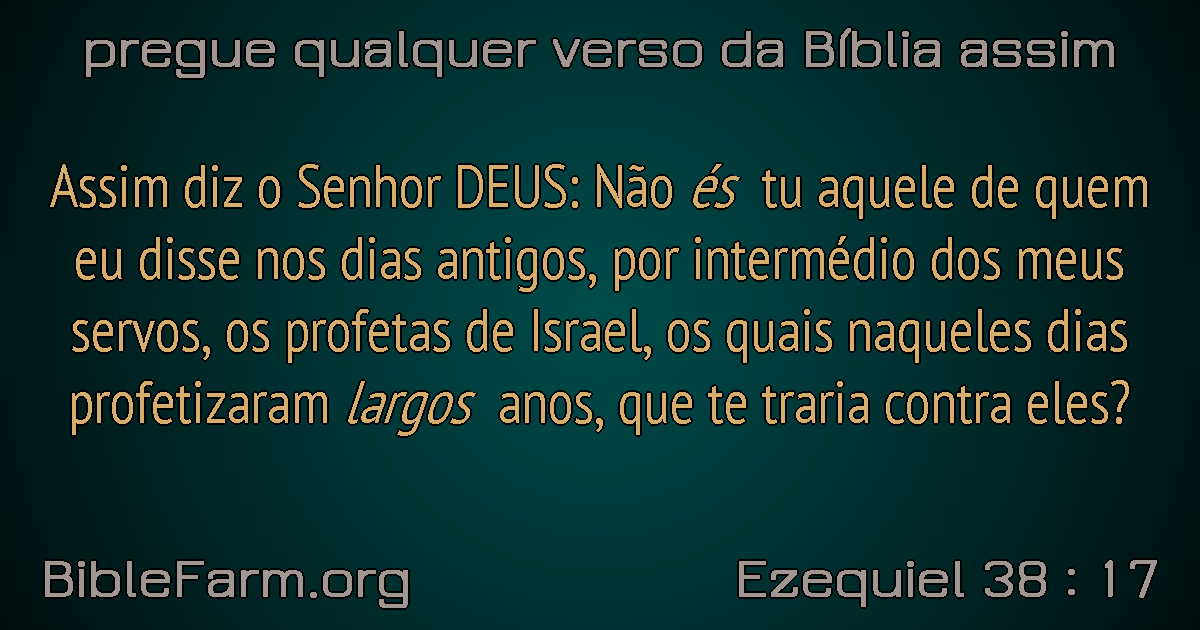 pregue qualquer verso da Bíblia assim
Assim diz o Senhor DEUS: Não és tu aquele de quem
eu disse nos dias antigos, por intermédio dos meus
servos, os profetas de Israel, os quais naqueles dias
profetizaram largos anos, que te traria contra eles?
BibleFarm.org
Ezequiel 38 : 17